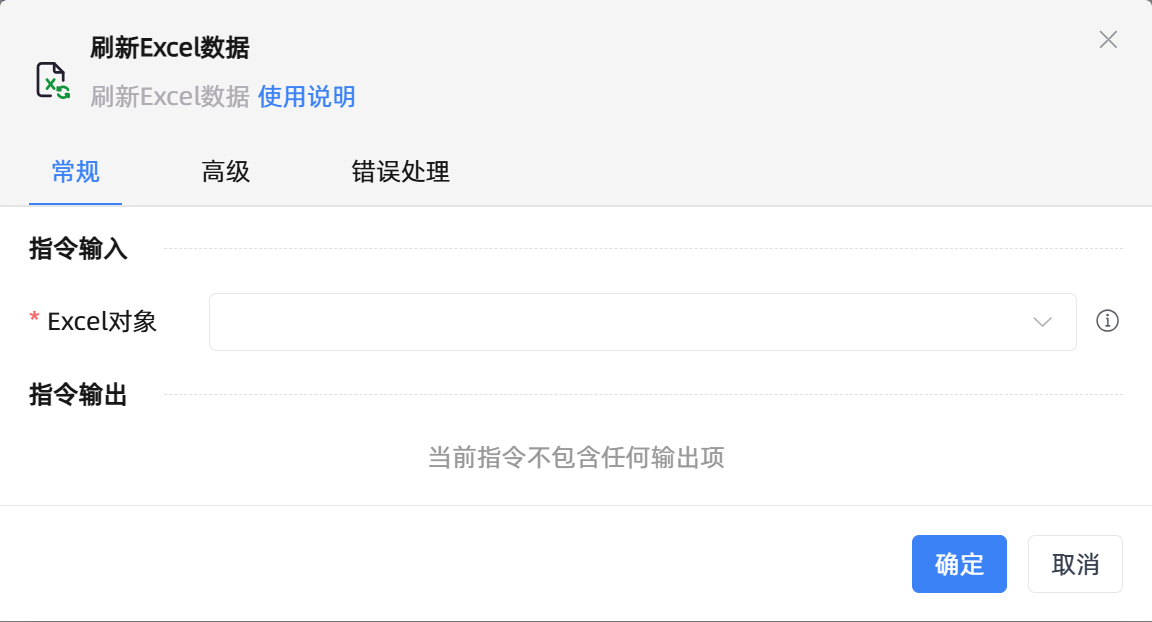 刷新Excel数据
刷新Excel数据 使用说明
常规 高级 错误处理
指令输入
* Excel对象
指令输出
当前指令不包含任何输出项
确定 取消